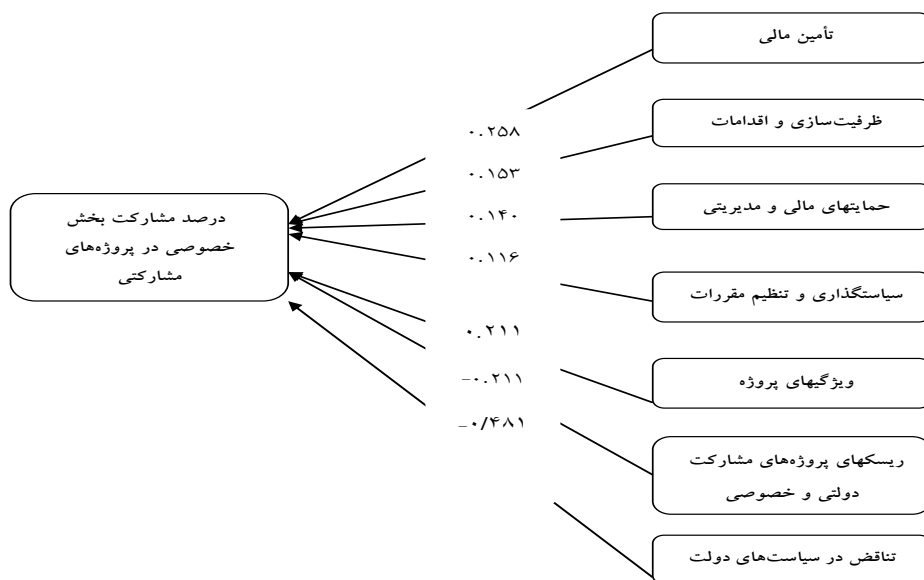 تأمین مالی
ظرفیت‌سازی و اقدامات
حمایتهای مالی و مدیریتی
سیاستگذاری و تنظیم مقررات
ویژگیهای پروژه
ریسکهای پروژه‌های مشارکت
دولتی و خصوصی
تناقض در سیاست‌های دولت
۰.۲۵۸
۰.۱۵۳
۰.۱۴۰
۰.۱۱۶
۰.۲۱۱
-۰.۲۱۱
-۰/۴۸۱
درصد مشارکت بخش
خصوصی در پروژه‌های
مشارکتی